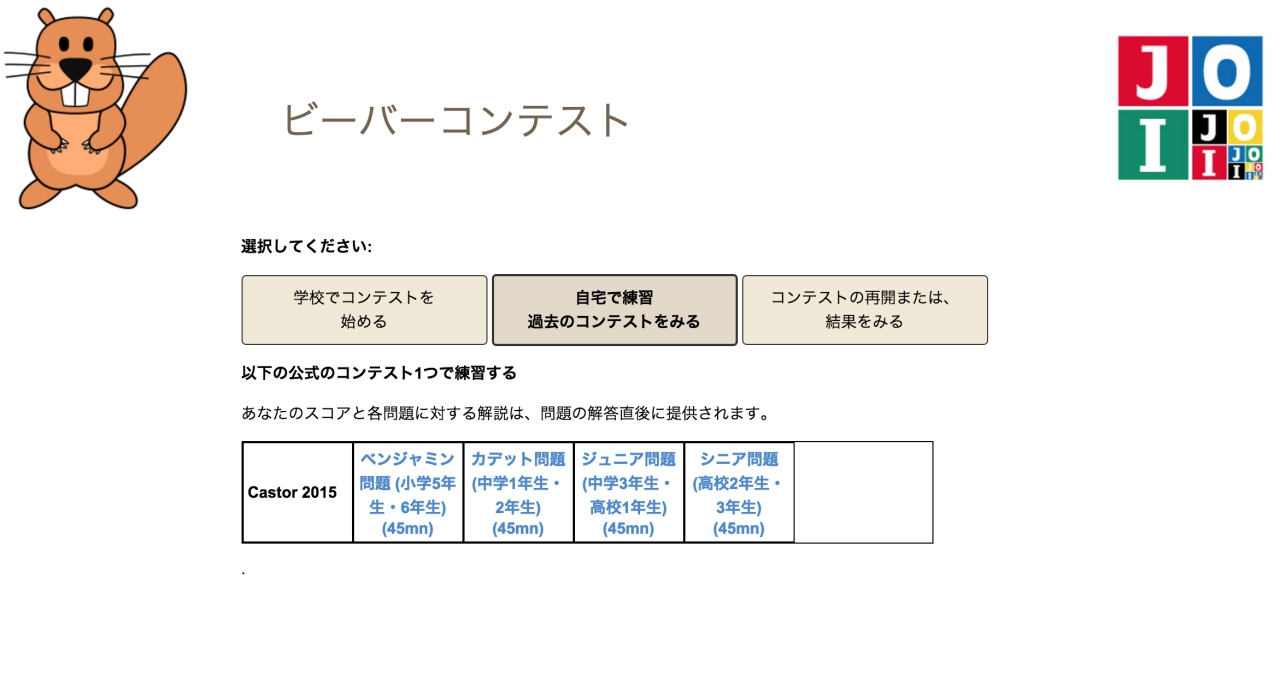 ビーバーコンテスト
J O
I J O
I J O
I J O
I
選択してください:
学校でコンテストを
始める
自宅で練習
過去のコンテストをみる
コンテストの再開または、
結果をみる
以下の公式のコンテスト1つで練習する
あなたのスコアと各問題に対する解説は、問題の解答直後に提供されます。
Castor 2015
ベンジャミン
問題 (小学5年
生・6年生)
(45mn)
カデット問題
(中学1年生・
2年生)
(45mn)
ジュニア問題
(中学3年生・
高校1年生)
(45mn)
シニア問題
(高校2年生・
3年生)
(45mn)
.